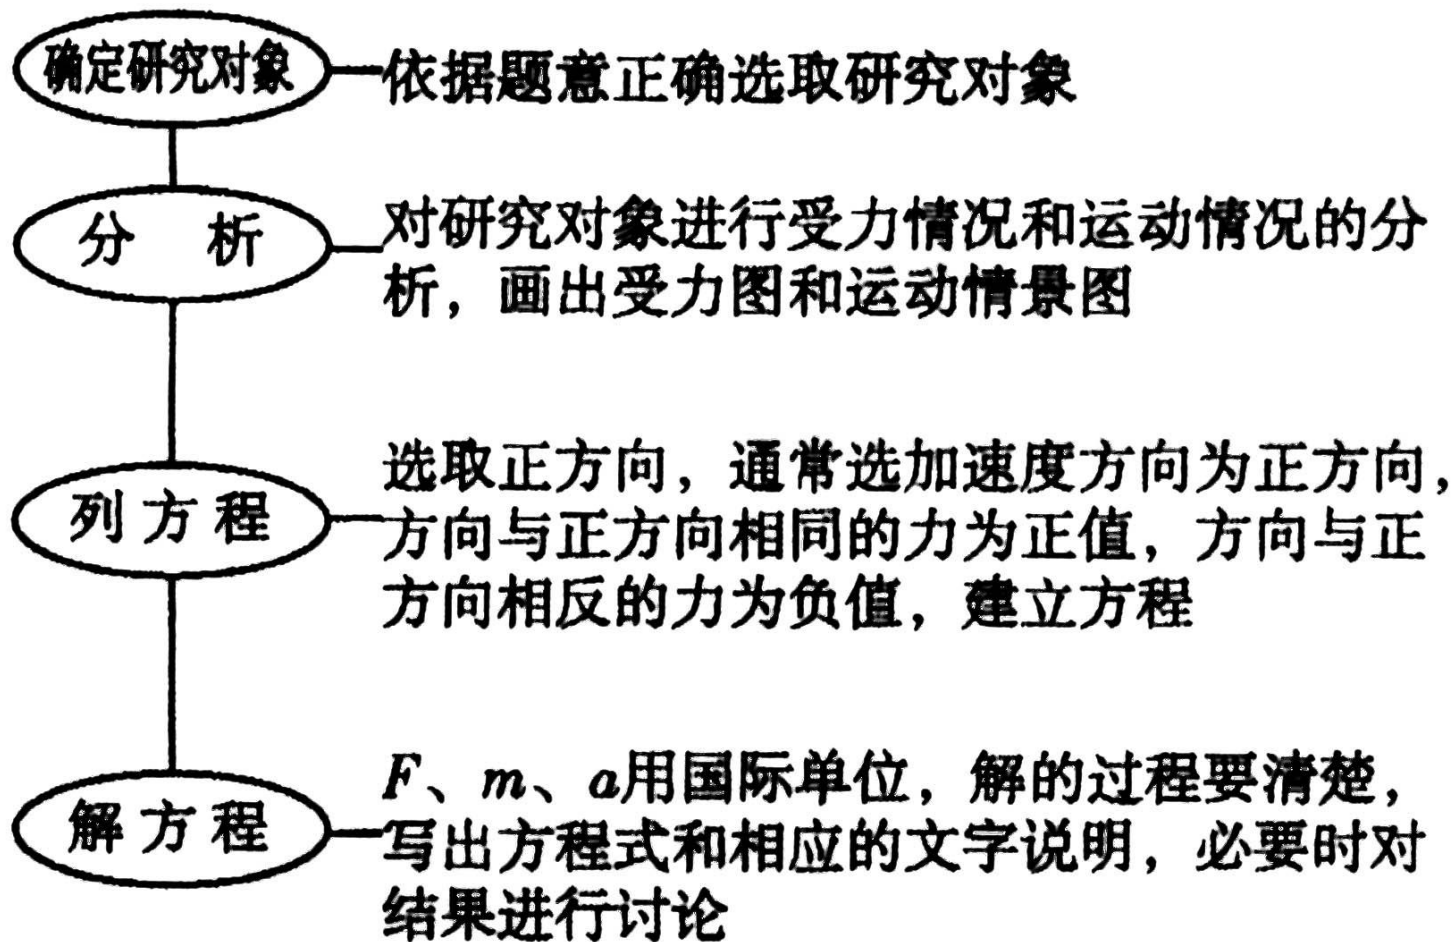 确定研究对象
依据题意正确选取研究对象
分 析
对研究对象进行受力情况和运动情况的分
析，画出受力图和运动情景图
列方程
选取正方向，通常选加速度方向为正方向，
方向与正方向相同的力为正值，方向与正
方向相反的力为负值，建立方程
解方程
F、m、a用国际单位，解的过程要清楚，
写出方程式和相应的文字说明，必要时对
结果进行讨论